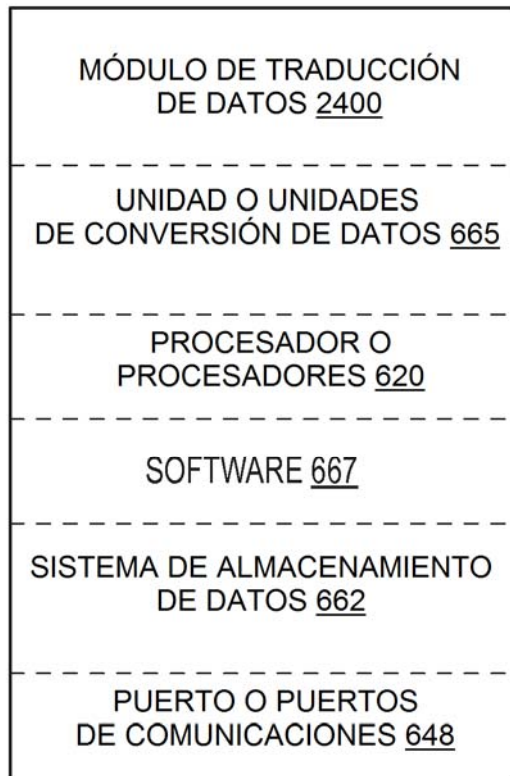 MÓDULO DE TRADUCCIÓN
DE DATOS 2400
UNIDAD O UNIDADES
DE CONVERSIÓN DE DATOS 665
PROCESADOR O
PROCESADORES 620
SOFTWARE 667
SISTEMA DE ALMACENAMIENTO
DE DATOS 662
PUERTO O PUERTOS
DE COMUNICACIONES 648